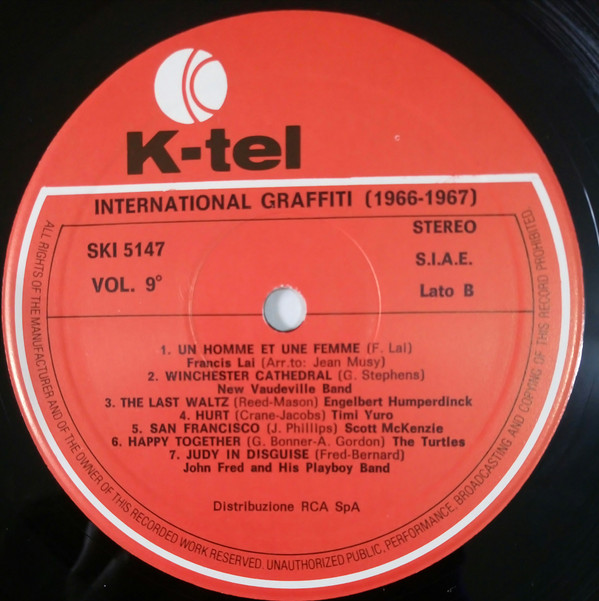 K-tel
INTERNATIONAL GRAFFITI (1966-1967)
SKI 5147
VOL. 9°
STEREO
S.I.A.E.
Lato B
1. UN HOMME ET UNE FEMME (F. Lai)
Francis Lai (Arr.to: Jean Musy)
2. WINCHESTER CATHEDRAL (G. Stephens)
New Vaudeville Band
3. THE LAST WALTZ (Reed-Mason) Engelbert Humperdinck
4. HURT (Crane-Jacobs) Timi Yuro
5. SAN FRANCISCO (J. Phillips) Scott McKenzie
6. HAPPY TOGETHER (G. Bonner-A. Gordon) The Turtles
7. JUDY IN DISGUISE (Fred-Bernard)
John Fred and His Playboy Band
Distribuzione RCA SpA
ALL RIGHTS OF THE MANUFACTURER AND OF THE OWNER OF THIS RECORDED WORK RESERVED. UNAUTHORIZED PUBLIC, PERFORMANCE, BROADCASTING AND COPYING OF THIS RECORD PROHIBITED.